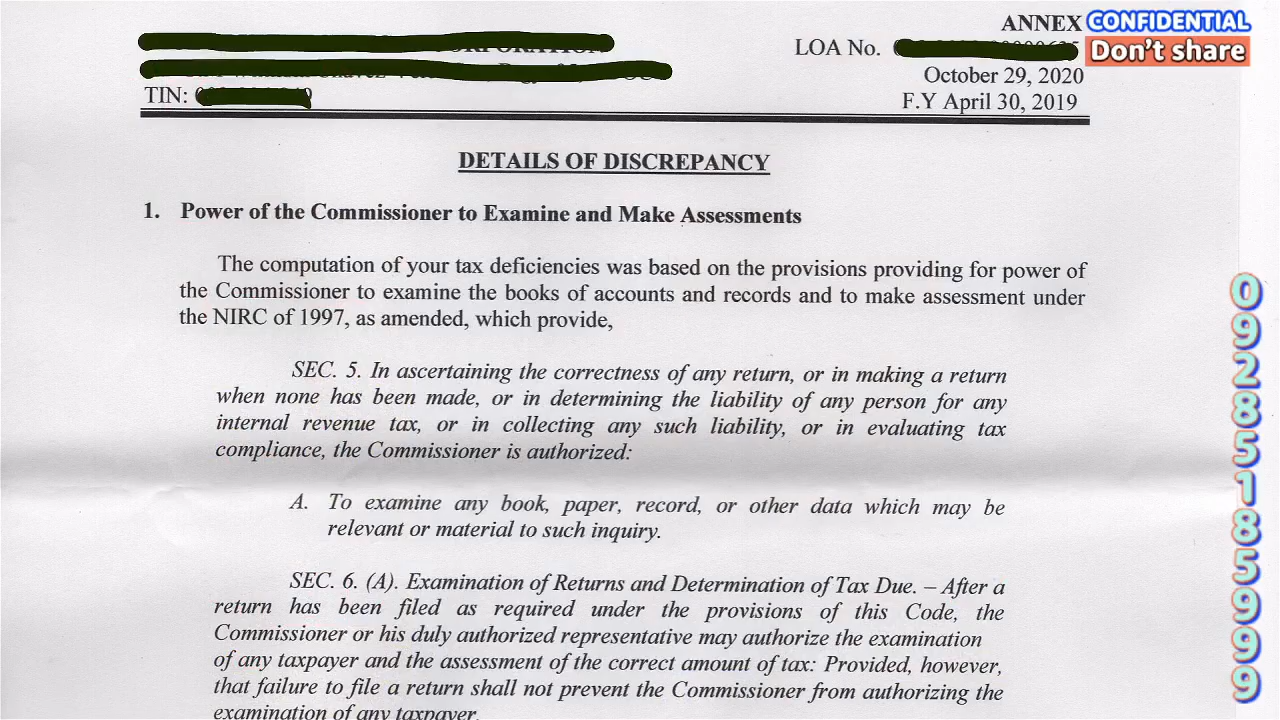 ANNEX CONFIDENTIAL
LOA No. Don't share
October 29, 2020
TIN:
F.Y April 30, 2019
DETAILS OF DISCREPANCY
1. Power of the Commissioner to Examine and Make Assessments
The computation of your tax deficiencies was based on the provisions providing for power of
the Commissioner to examine the books of accounts and records and to make assessment under
the NIRC of 1997, as amended, which provide,
SEC. 5. In ascertaining the correctness of any return, or in making a return
when none has been made, or in determining the liability of any person for any
internal revenue tax, or in collecting any such liability, or in evaluating tax
compliance, the Commissioner is authorized:
A. To examine any book, paper, record, or other data which may be
relevant or material to such inquiry.
SEC. 6. (A). Examination of Returns and Determination of Tax Due. – After a
return has been filed as required under the provisions of this Code, the
Commissioner or his duly authorized representative may authorize the examination
of any taxpayer and the assessment of the correct amount of tax: Provided, however,
that failure to file a return shall not prevent the Commissioner from authorizing the
examination of any taxpayer.
09285185999